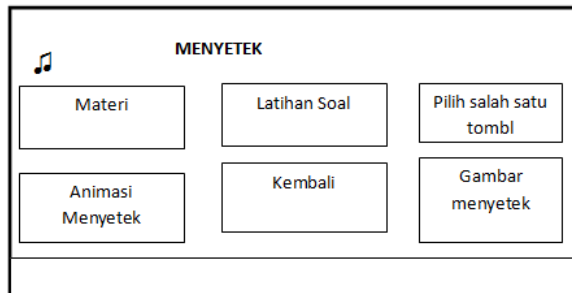 MENYETEK
Materi
Latihan Soal
Pilih salah satu
tombl
Animasi
Menyetek
Kembali
Gambar
menyetek